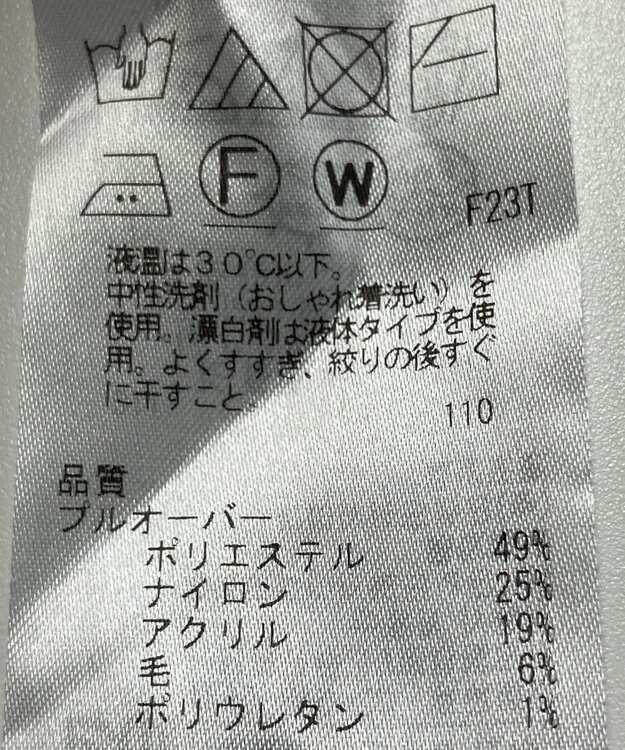 F
W
F23T
液温は30℃以下。
中性洗剤（おしゃれ着洗い）を
使用。漂白剤は液体タイプを使
用。よくすすぎ、絞りの後すぐ
に干すこと。
110
品質
プルオーバー
ポリエステル 49%
ナイロン 25%
アクリル 19%
毛 6%
ポリウレタン 1%